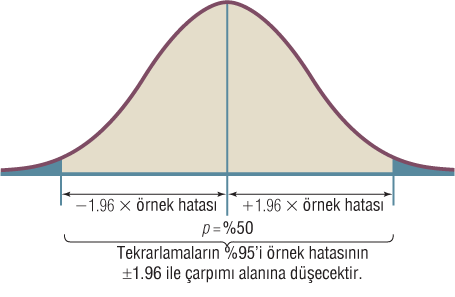 −1.96 × örnek hatası +1.96 × örnek hatası
p = %50
Tekrarlamaların %95’i örnek hatasının
±1.96 ile çarpımı alanına düşecektir.